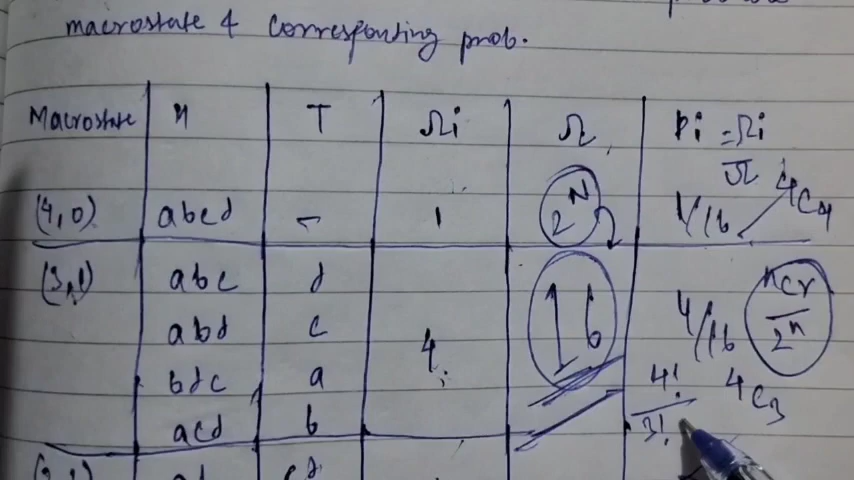 macrostate & corresponding prob.
Macrostate H T Ωi Ω Pi = Ωi/Ω
(4,0) abcd - 1 2^N 1/16 4C4
(3,1) abc d 16 4/16 nCr/2^n
abd c 4
bdc a 4!/3! 4C3
acd b
cd